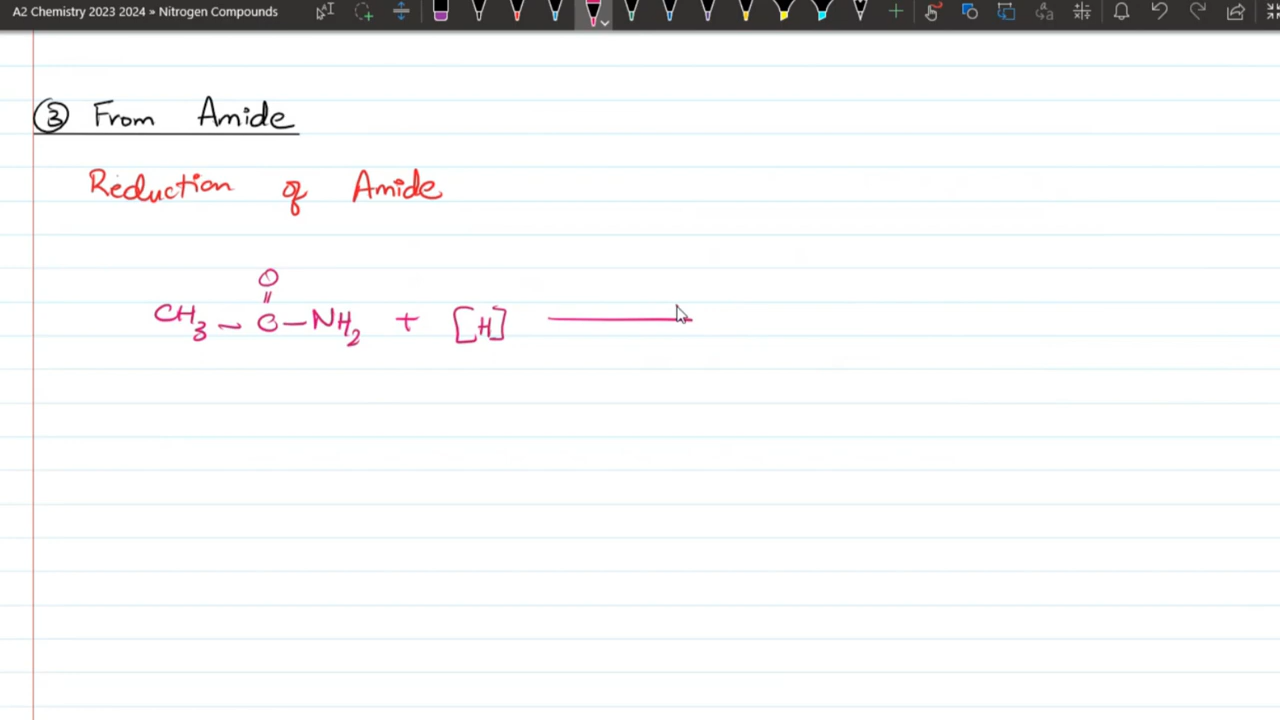 A2 Chemistry 2023 2024 » Nitrogen Compounds
③ From Amide
Reduction of Amide
O
||
CH₃ – C – NH₂ + [H] ―――